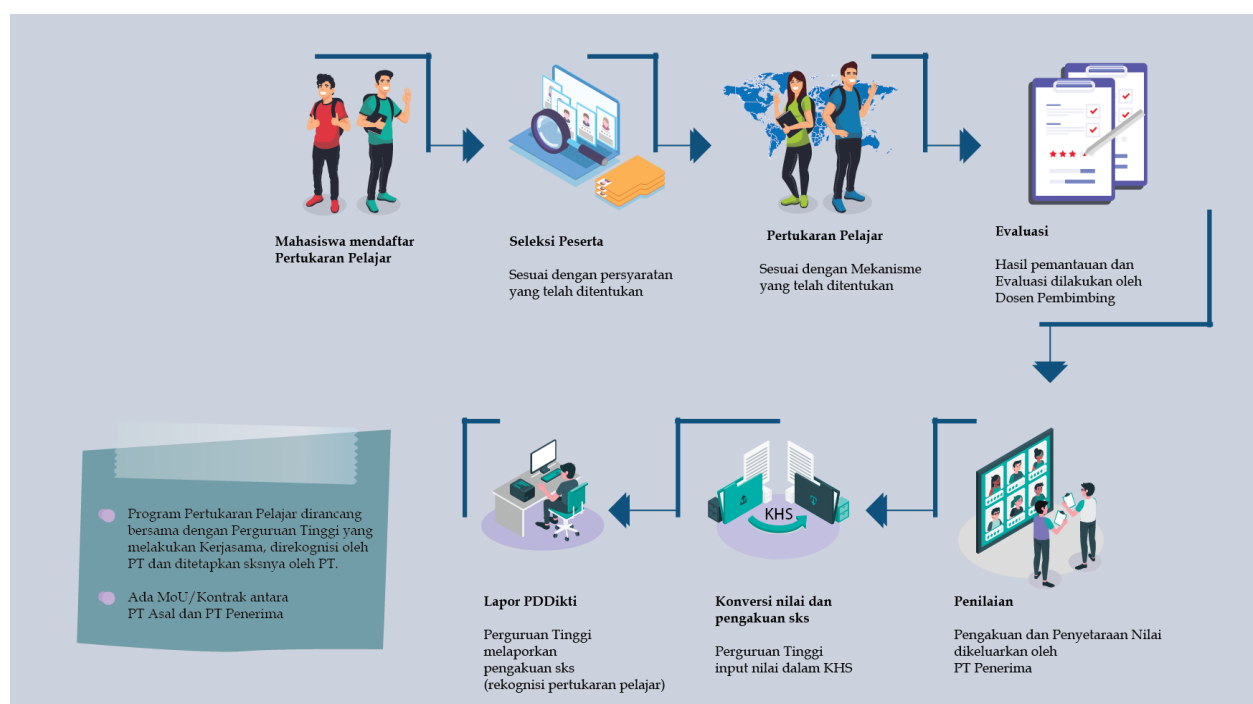 Mahasiswa mendaftar
Pertukaran Pelajar
Seleksi Peserta
Sesuai dengan persyaratan
yang telah ditentukan
Pertukaran Pelajar
Sesuai dengan Mekanisme
yang telah ditentukan
Evaluasi
Hasil pemantauan dan
Evaluasi dilakukan oleh
Dosen Pembimbing
Penilaian
Pengakuan dan Penyetaraan Nilai
dikeluarkan oleh
PT Penerima
KHS
Konversi nilai dan
pengakuan sks
Perguruan Tinggi
input nilai dalam KHS
Lapor PDDikti
Perguruan Tinggi
melaporkan
pengakuan sks
(rekognisi pertukaran pelajar)
Program Pertukaran Pelajar dirancang
bersama dengan Perguruan Tinggi yang
melakukan Kerjasama, direkognisi oleh
PT dan ditetapkan sksnya oleh PT.
Ada MoU/Kontrak antara
PT Asal dan PT Penerima